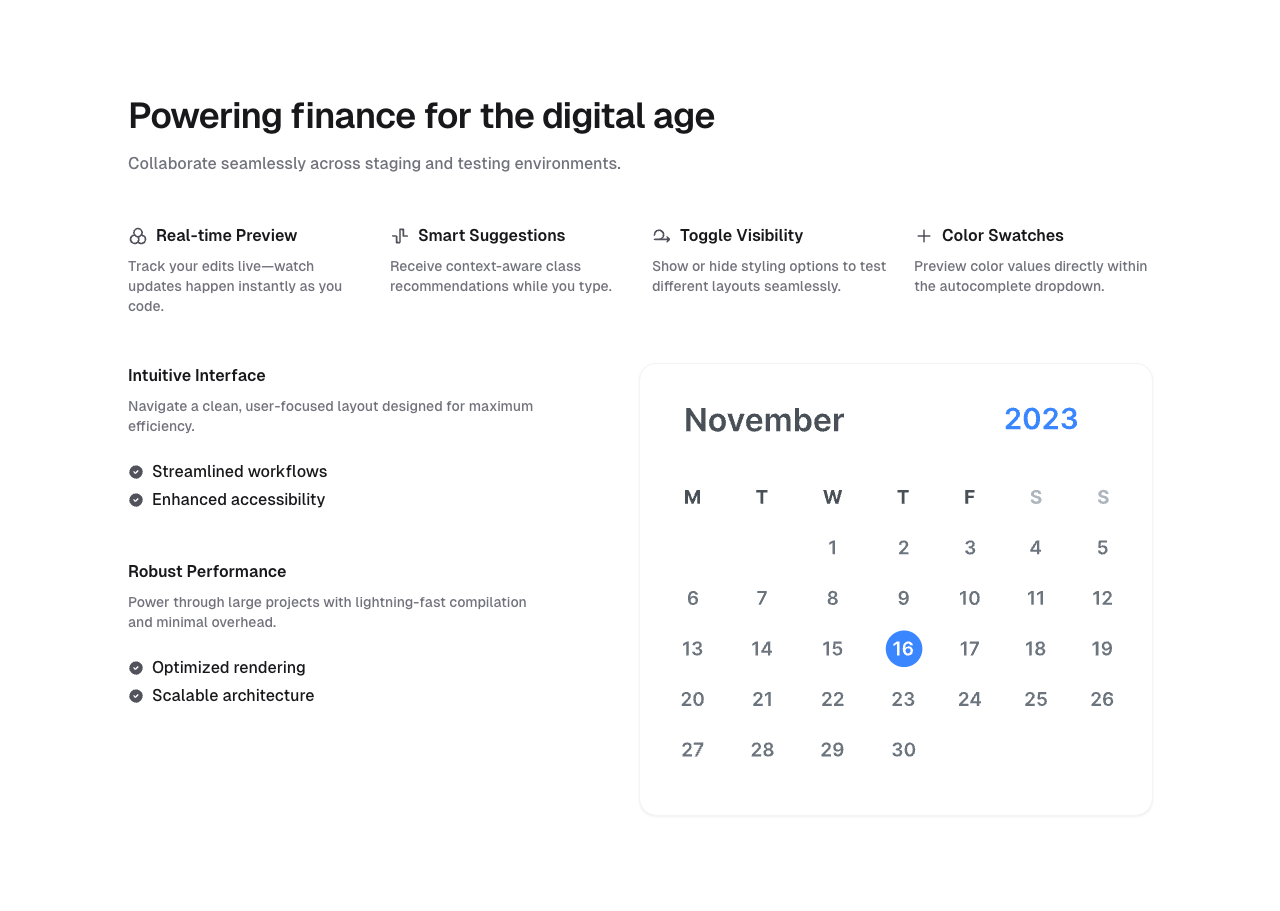 Powering finance for the digital age
Collaborate seamlessly across staging and testing environments.
Real-time Preview
Track your edits live—watch
updates happen instantly as you
code.
Smart Suggestions
Receive context-aware class
recommendations while you type.
Toggle Visibility
Show or hide styling options to test
different layouts seamlessly.
Color Swatches
Preview color values directly within
the autocomplete dropdown.
Intuitive Interface
Navigate a clean, user-focused layout designed for maximum
efficiency.
Streamlined workflows
Enhanced accessibility
Robust Performance
Power through large projects with lightning-fast compilation
and minimal overhead.
Optimized rendering
Scalable architecture
November 2023
M T W T F S S
1 2 3 4 5
6 7 8 9 10 11 12
13 14 15 16 17 18 19
20 21 22 23 24 25 26
27 28 29 30